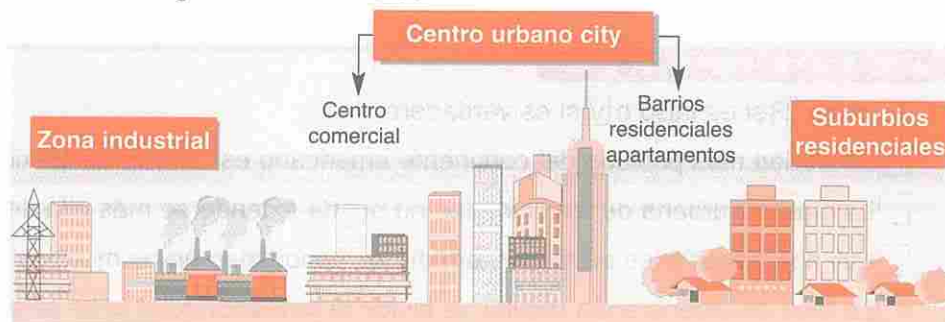 Centro urbano city
Centro
comercial
Barrios
residenciales
apartamentos
Zona industrial
Suburbios
residenciales